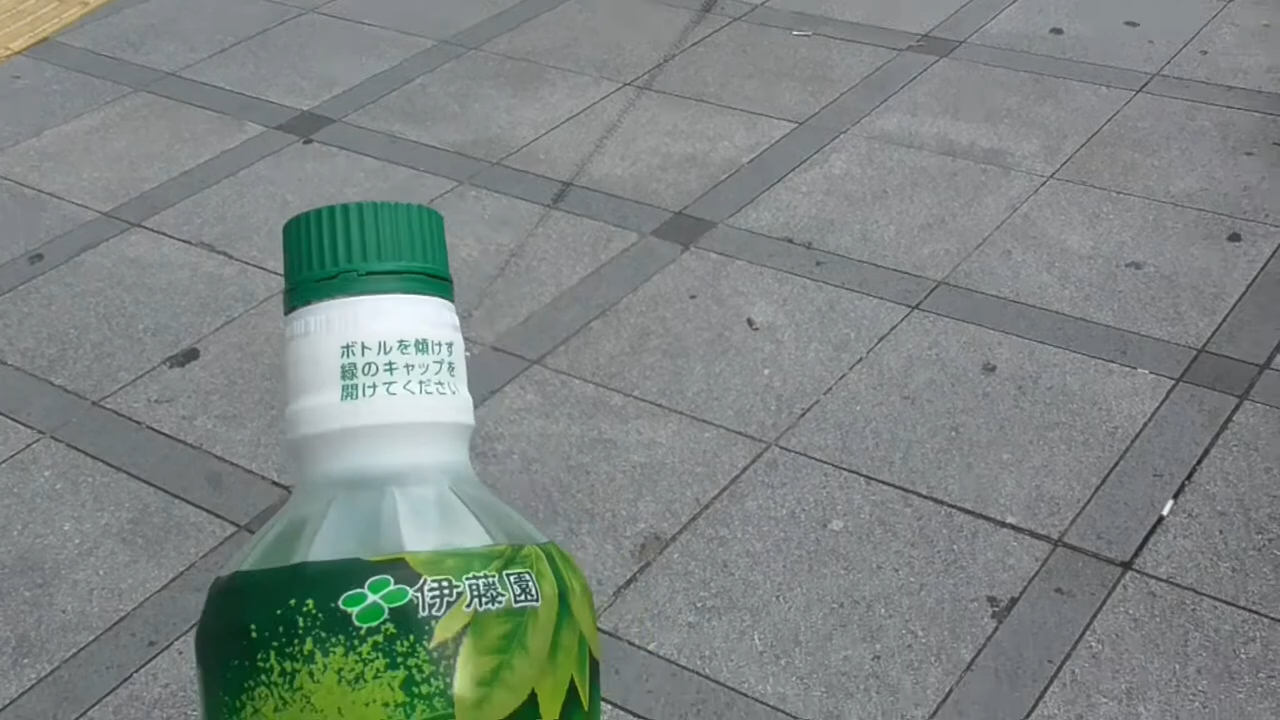 ボトルを傾けず
緑のキャップを
開けてください
伊藤園